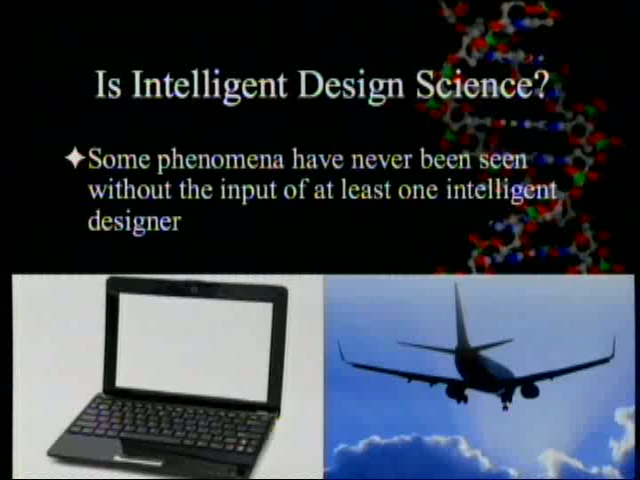 Is Intelligent Design Science?
Some phenomena have never been seen
without the input of at least one intelligent
designer